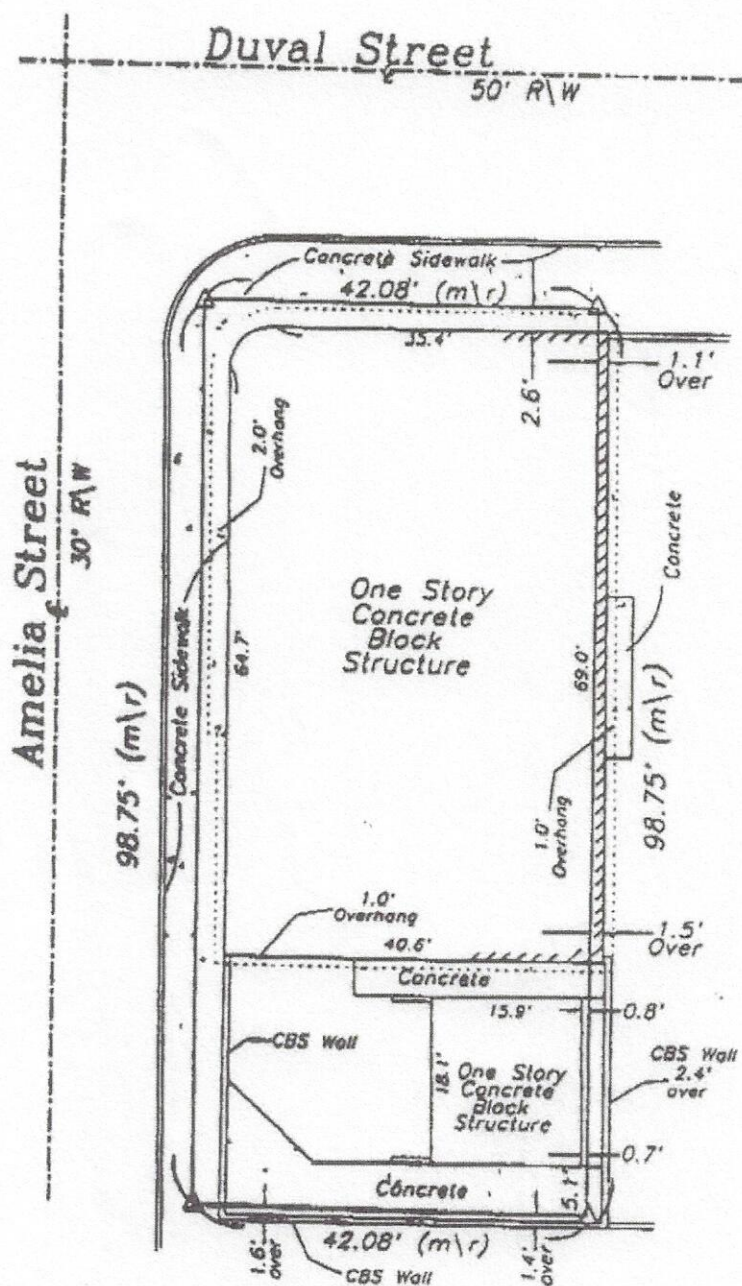 Duval Street
50' R\W
Concrete Sidewalk
42.08' (m\r)
35.4'
2.6'
1.1'
Over
Amelia Street
30' R\W
2.0'
Overhang
Concrete
One Story
Concrete
Block
Structure
Concrete Sidewalk
64.7'
69.0'
98.75' (m\r)
98.75' (m\r)
1.0'
Overhang
1.0'
Overhang
40.6'
1.5'
Over
Concrete
15.9'
0.8'
CBS Wall
CBS Wall
2.4'
over
18.1'
One Story
Concrete
Block
Structure
0.7'
Concrete
5.1'
1.6'
over
42.08' (m\r)
1.4'
over
CBS Wall